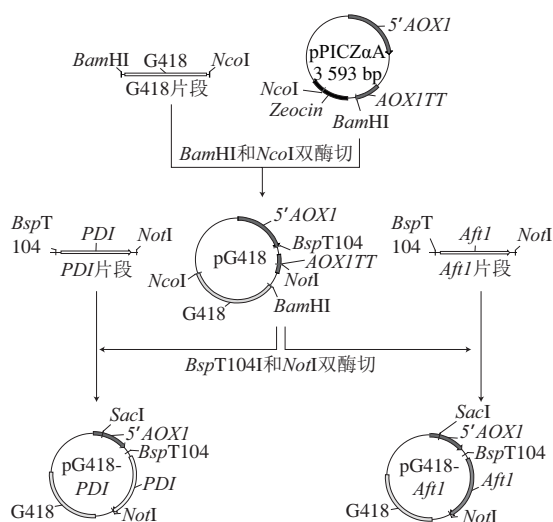 5′AOX1
BamHI G418 NcoI
G418片段
pPICZαA
3 593 bp
NcoI
Zeocin
AOX1TT
BamHI
BamHI和NcoI双酶切
5′AOX1
BspT104
pG418
AOX1TT
NotI
NcoI
BamHI
G418
BspT
104
PDI
NotI
PDI片段
BspT
104
Aft1
NotI
Aft1片段
BspT104I和NotI双酶切
SacI
5′AOX1
BspT104
pG418-
PDI
PDI
G418
NotI
SacI
5′AOX1
BspT104
pG418-
Aft1
Aft1
G418
NotI